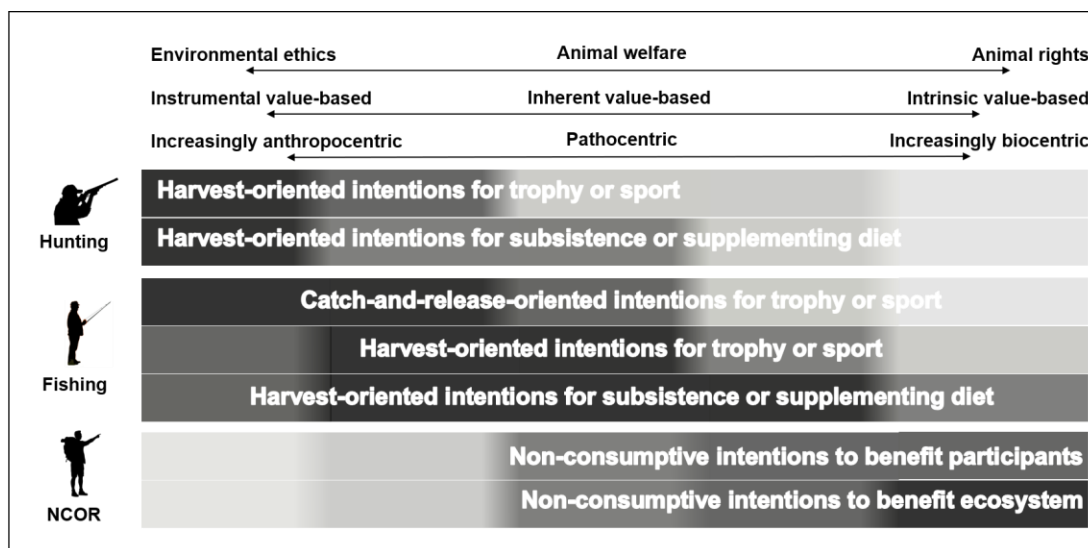 Environmental ethics Animal welfare Animal rights
Instrumental value-based Inherent value-based Intrinsic value-based
Increasingly anthropocentric Pathocentric Increasingly biocentric
Harvest-oriented intentions for trophy or sport
Hunting
Harvest-oriented intentions for subsistence or supplementing diet
Catch-and-release-oriented intentions for trophy or sport
Harvest-oriented intentions for trophy or sport
Fishing
Harvest-oriented intentions for subsistence or supplementing diet
Non-consumptive intentions to benefit participants
Non-consumptive intentions to benefit ecosystem
NCOR